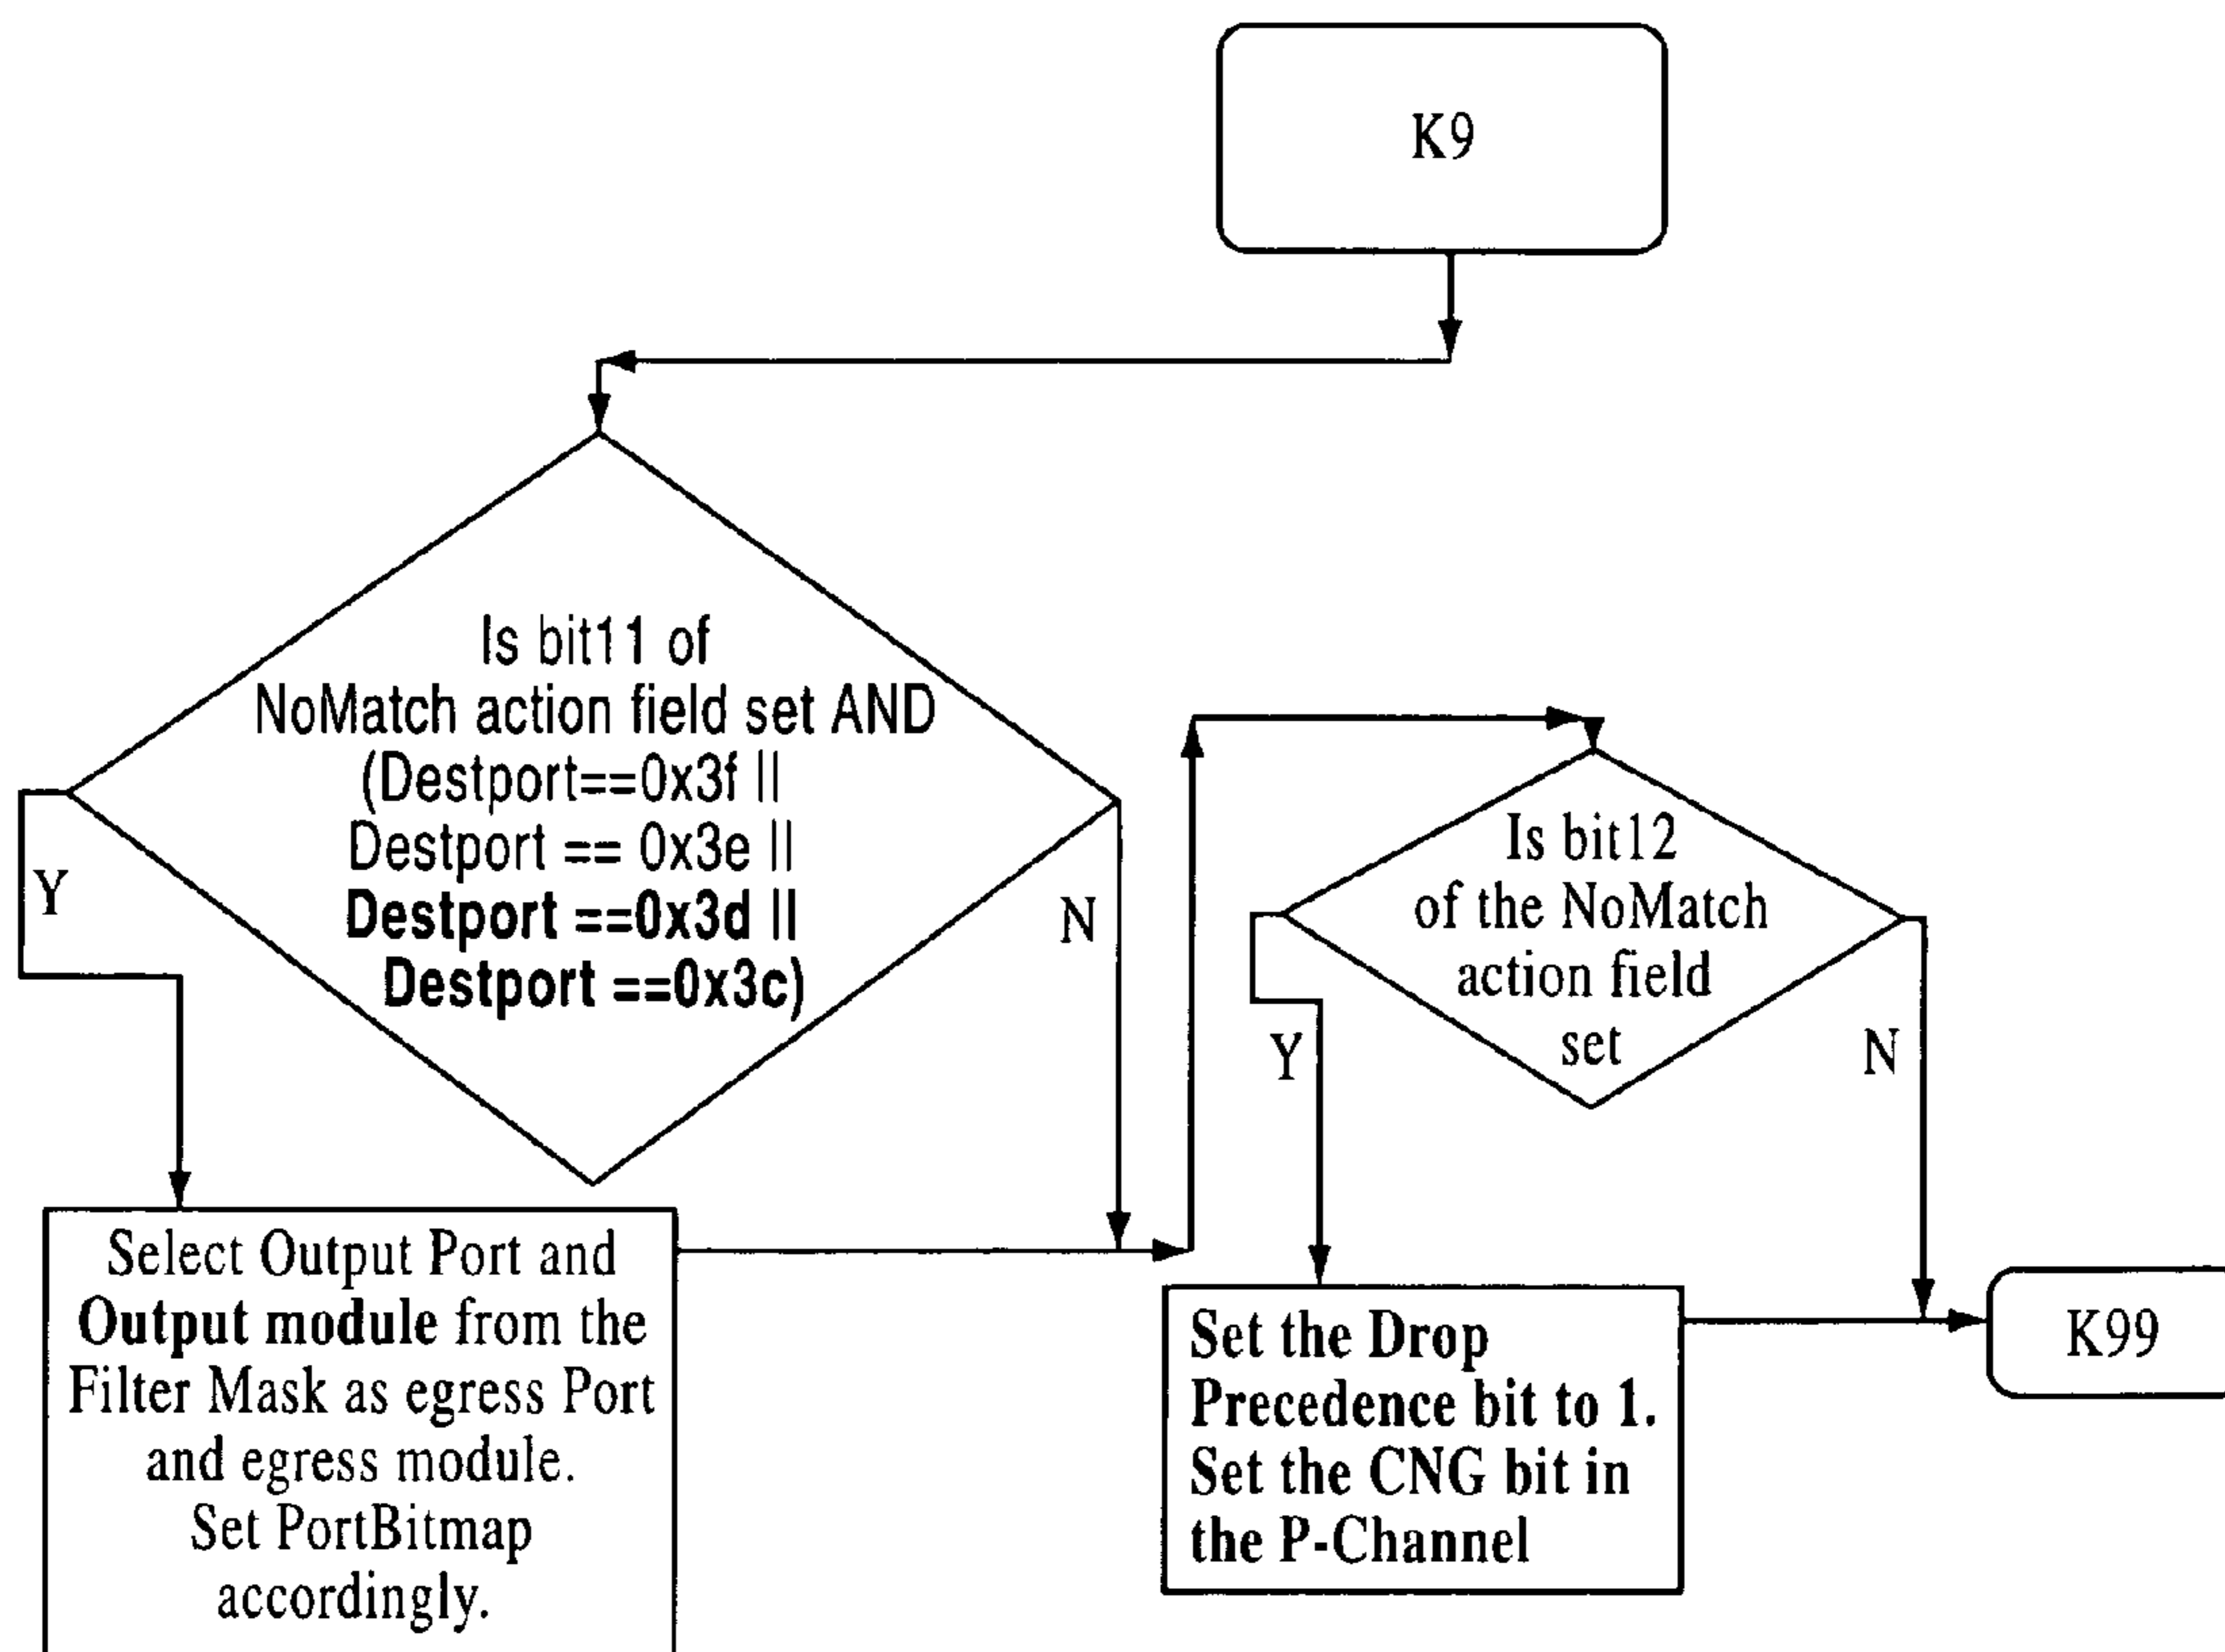 K9
Is bit11 of
NoMatch action field set AND
(Destport==0x3f ||
Destport == 0x3e ||
Destport ==0x3d ||
Destport ==0x3c)
Y
N
Select Output Port and
Output module from the
Filter Mask as egress Port
and egress module.
Set PortBitmap
accordingly.
Is bit12
of the NoMatch
action field
set
Y
N
Set the Drop
Precedence bit to 1.
Set the CNG bit in
the P-Channel
K99